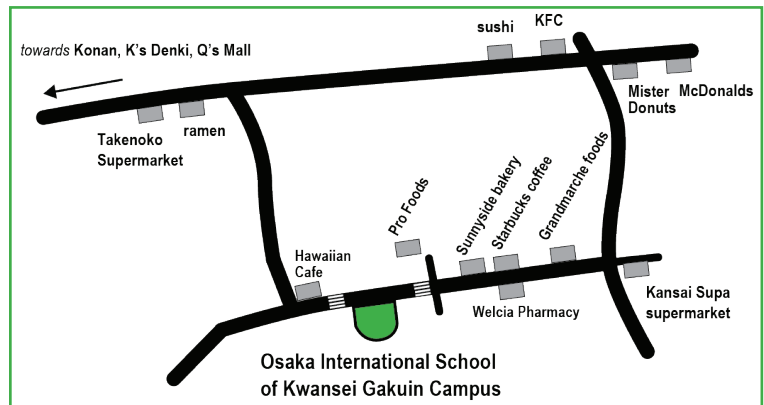 sushi
KFC
towards Konan, K's Denki, Q's Mall
Mister
Donuts
McDonalds
Takenoko
Supermarket
ramen
Pro Foods
Sunnyside bakery
Starbucks coffee
Grandmarche foods
Hawaiian
Cafe
Welcia Pharmacy
Kansai Supa
supermarket
Osaka International School
of Kwansei Gakuin Campus